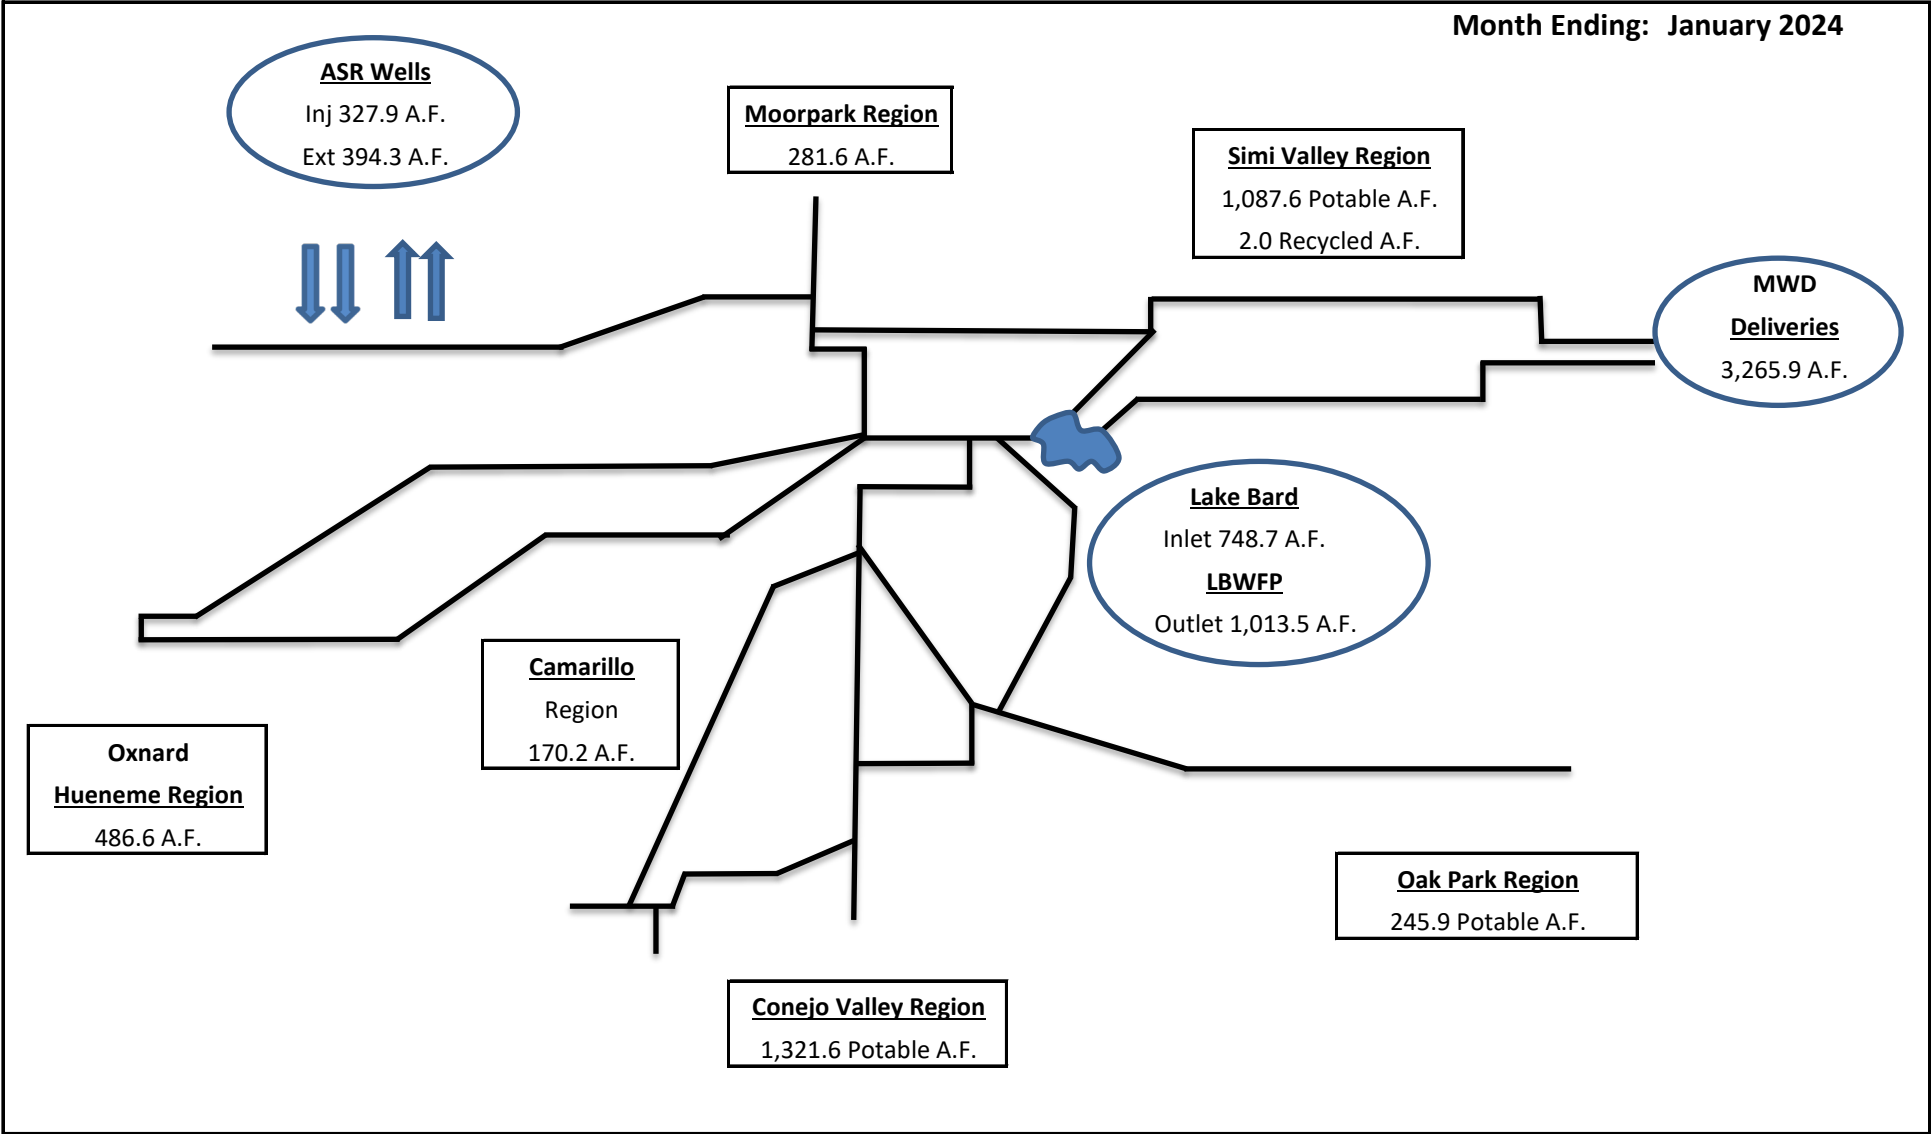 Month Ending: January 2024
ASR Wells
Inj 327.9 A.F.
Ext 394.3 A.F.
Moorpark Region
281.6 A.F.
Simi Valley Region
1,087.6 Potable A.F.
2.0 Recycled A.F.
MWD
Deliveries
3,265.9 A.F.
Lake Bard
Inlet 748.7 A.F.
LBWFP
Outlet 1,013.5 A.F.
Camarillo
Region
170.2 A.F.
Oxnard
Hueneme Region
486.6 A.F.
Oak Park Region
245.9 Potable A.F.
Conejo Valley Region
1,321.6 Potable A.F.